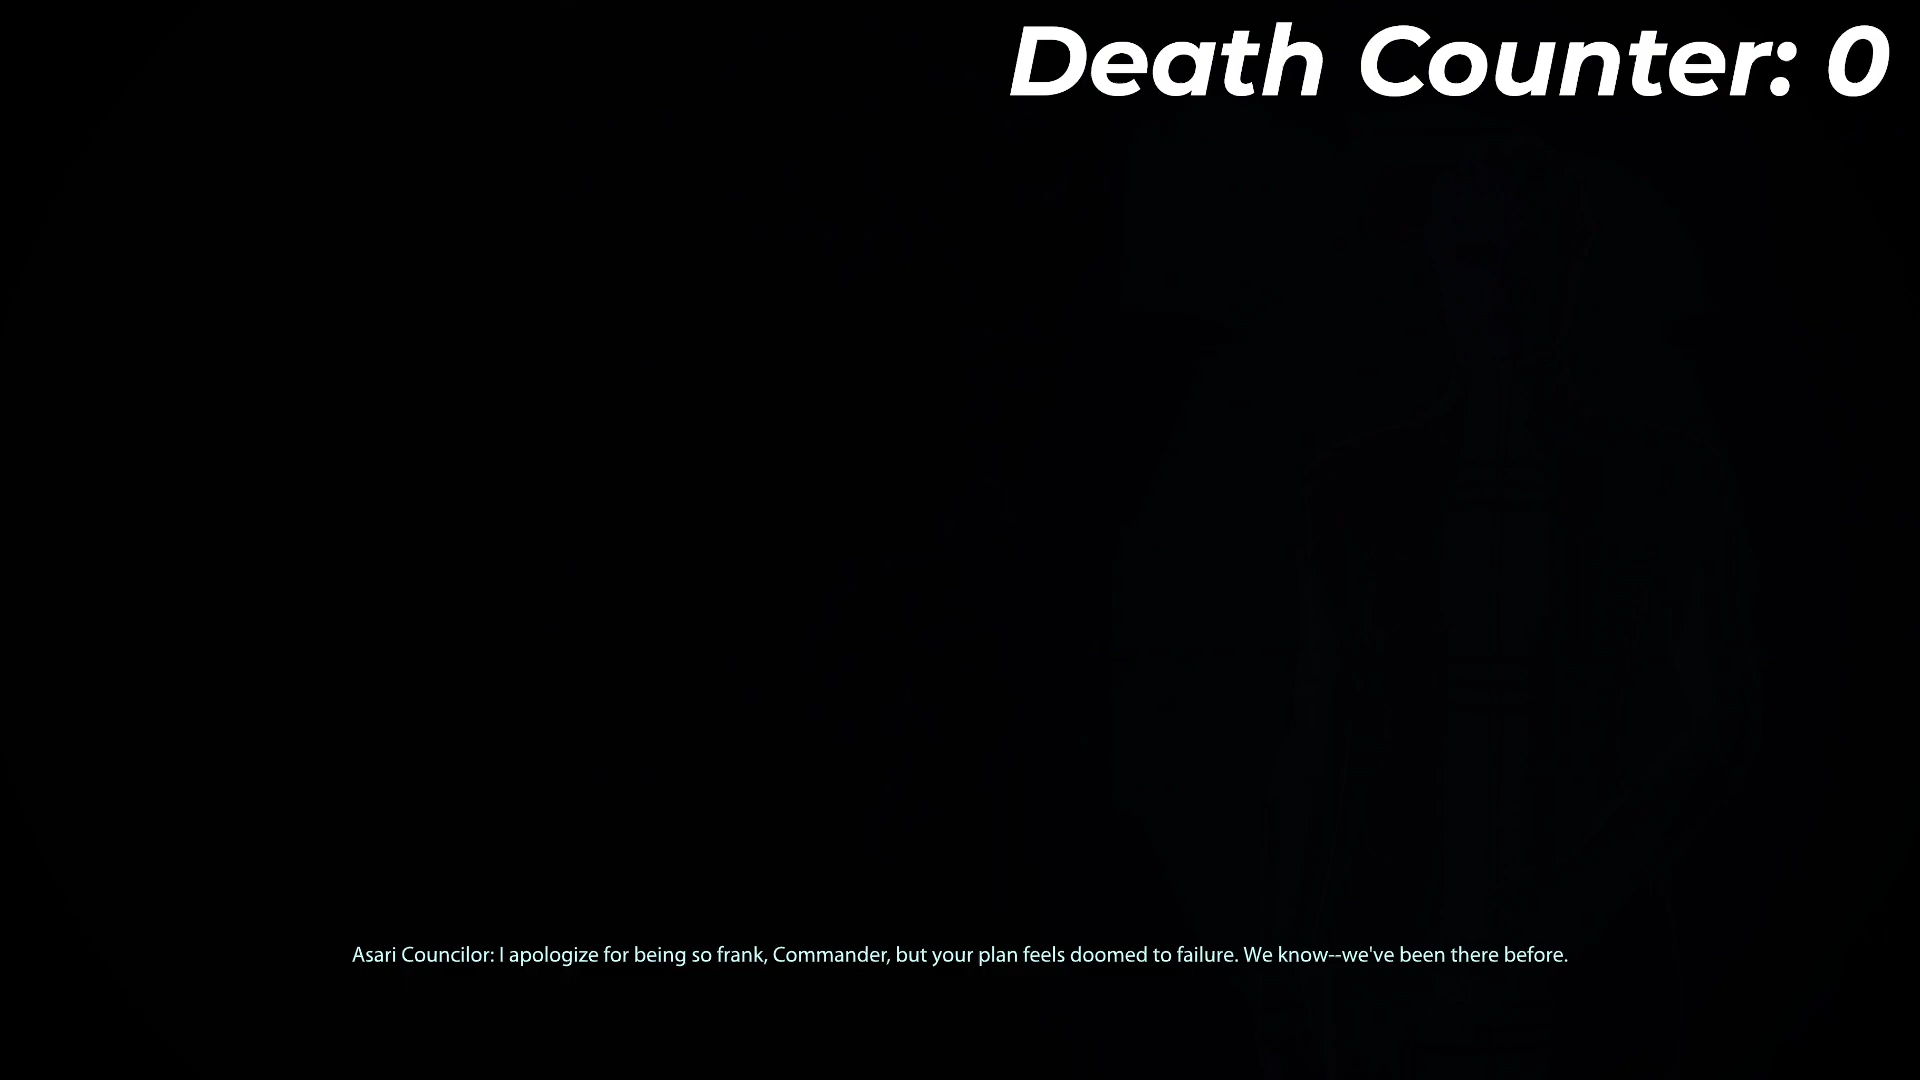 Death Counter: 0
Asari Councilor: I apologize for being so frank, Commander, but your plan feels doomed to failure. We know--we've been there before.